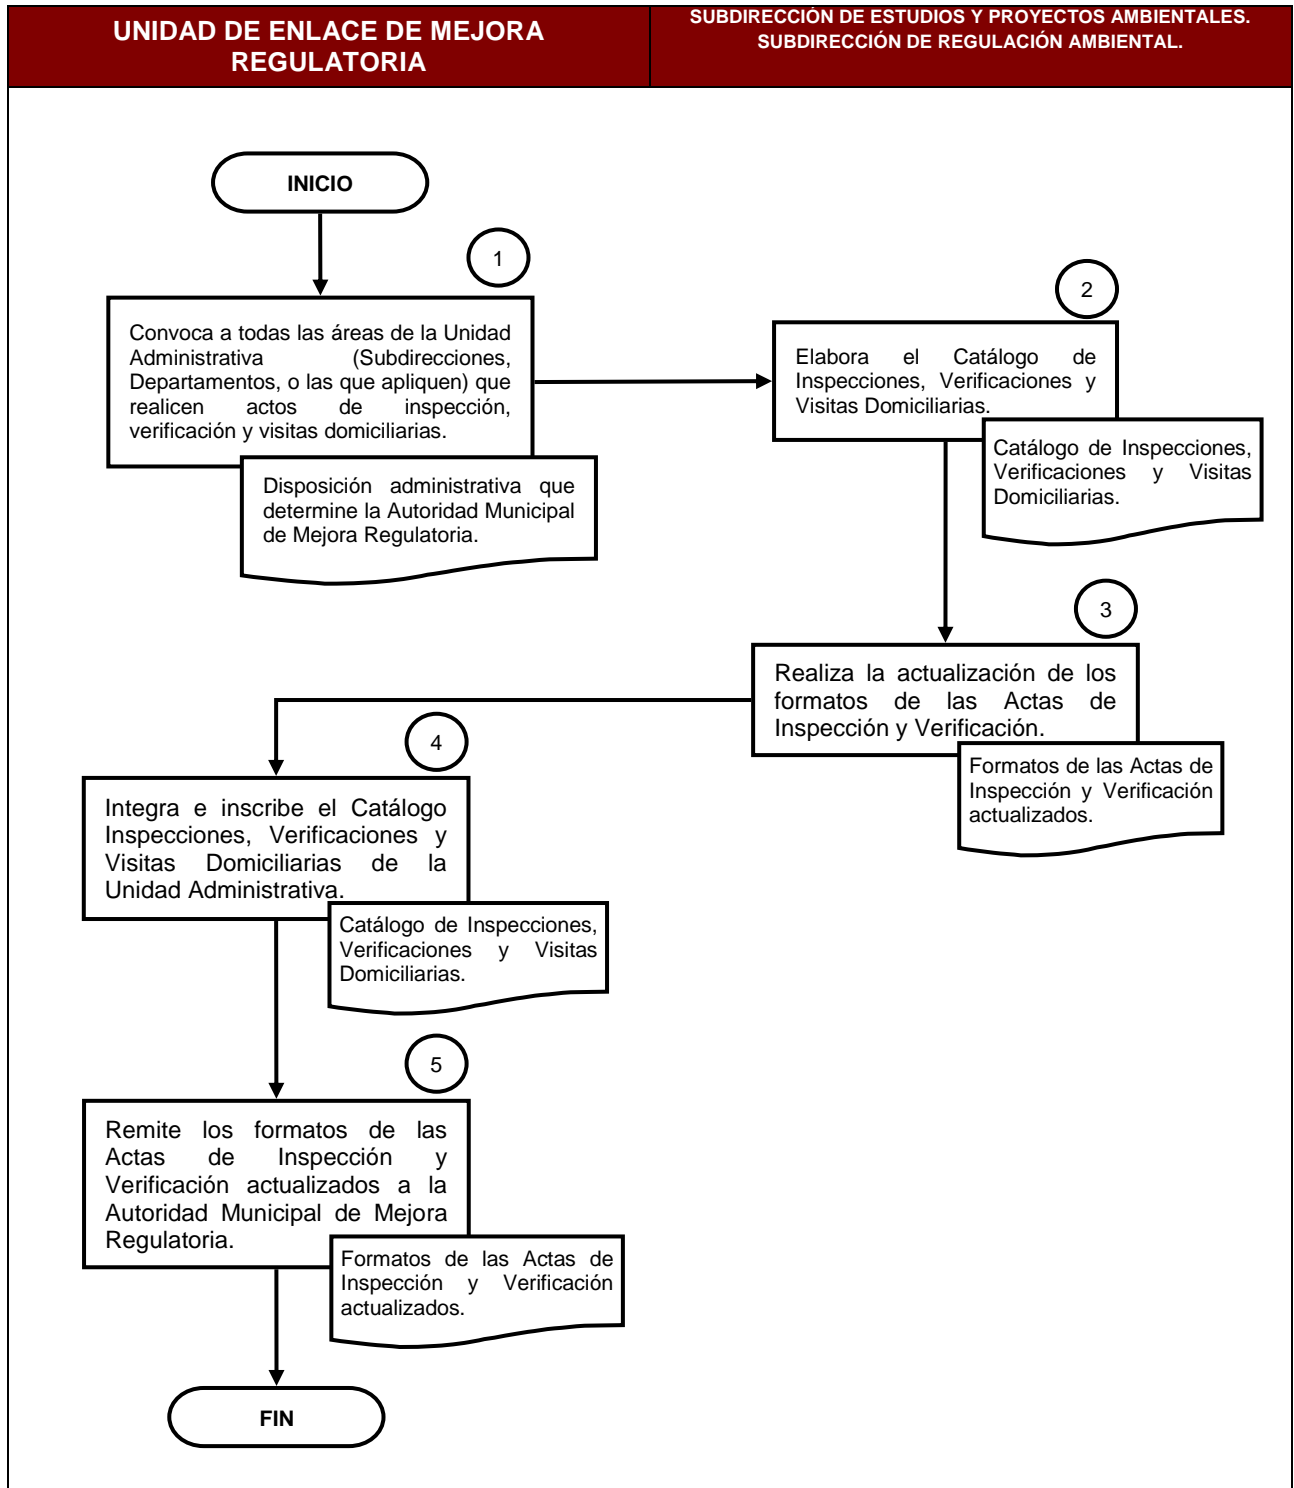 UNIDAD DE ENLACE DE MEJORA
REGULATORIA
SUBDIRECCIÓN DE ESTUDIOS Y PROYECTOS AMBIENTALES.
SUBDIRECCIÓN DE REGULACIÓN AMBIENTAL.
INICIO
1
Convoca a todas las áreas de la Unidad
Administrativa (Subdirecciones,
Departamentos, o las que apliquen) que
realicen actos de inspección,
verificación y visitas domiciliarias.
Disposición administrativa que
determine la Autoridad Municipal
de Mejora Regulatoria.
2
Elabora el Catálogo de
Inspecciones, Verificaciones y
Visitas Domiciliarias.
Catálogo de Inspecciones,
Verificaciones y Visitas
Domiciliarias.
3
Realiza la actualización de los
formatos de las Actas de
Inspección y Verificación.
Formatos de las Actas de
Inspección y Verificación
actualizados.
4
Integra e inscribe el Catálogo
Inspecciones, Verificaciones y
Visitas Domiciliarias de la
Unidad Administrativa.
Catálogo de Inspecciones,
Verificaciones y Visitas
Domiciliarias.
5
Remite los formatos de las
Actas de Inspección y
Verificación actualizados a la
Autoridad Municipal de Mejora
Regulatoria.
Formatos de las Actas de
Inspección y Verificación
actualizados.
FIN